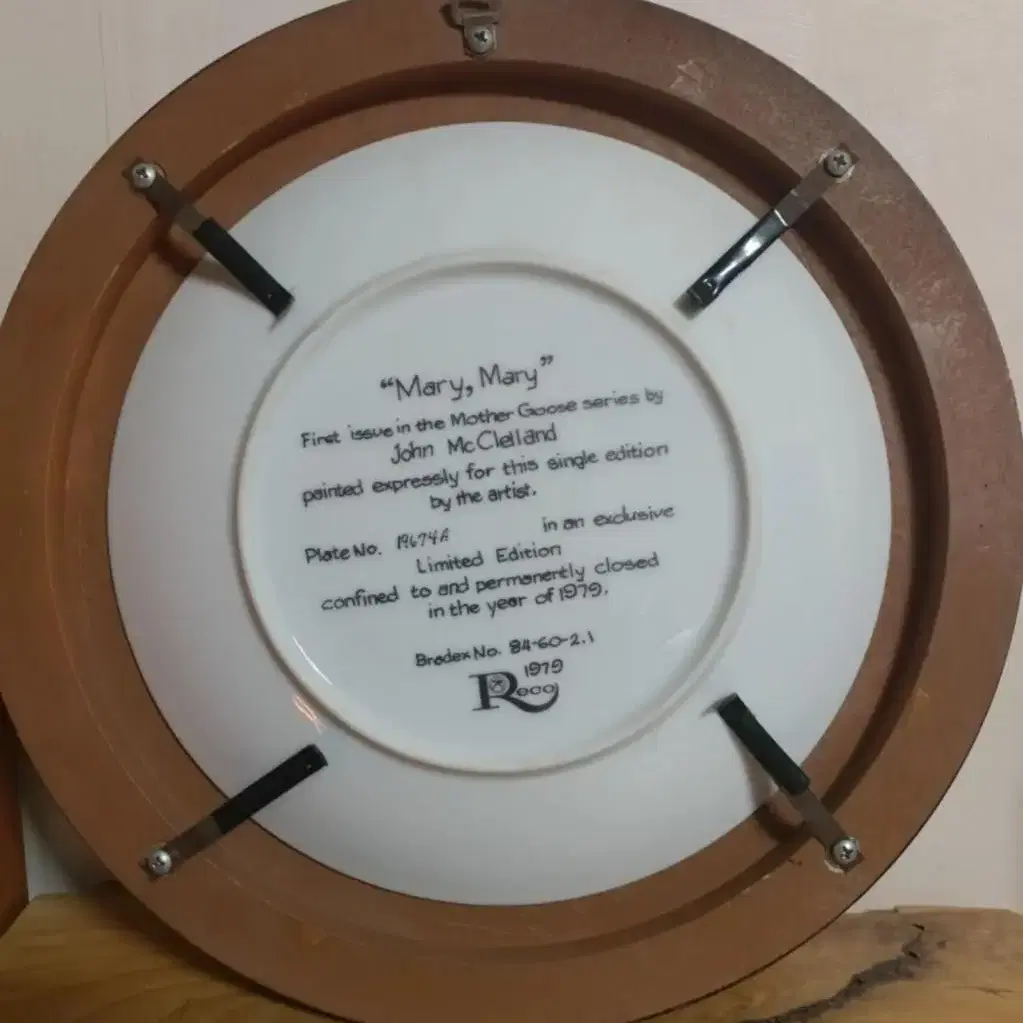 “Mary, Mary”
First issue in the Mother Goose series by
John McClelland
painted expressly for this single edition
by the artist.
Plate No. 19674A in an exclusive
Limited Edition
confined to and permanently closed
in the year of 1979.
Bradex No. 84-60-2.1
1979
Reco